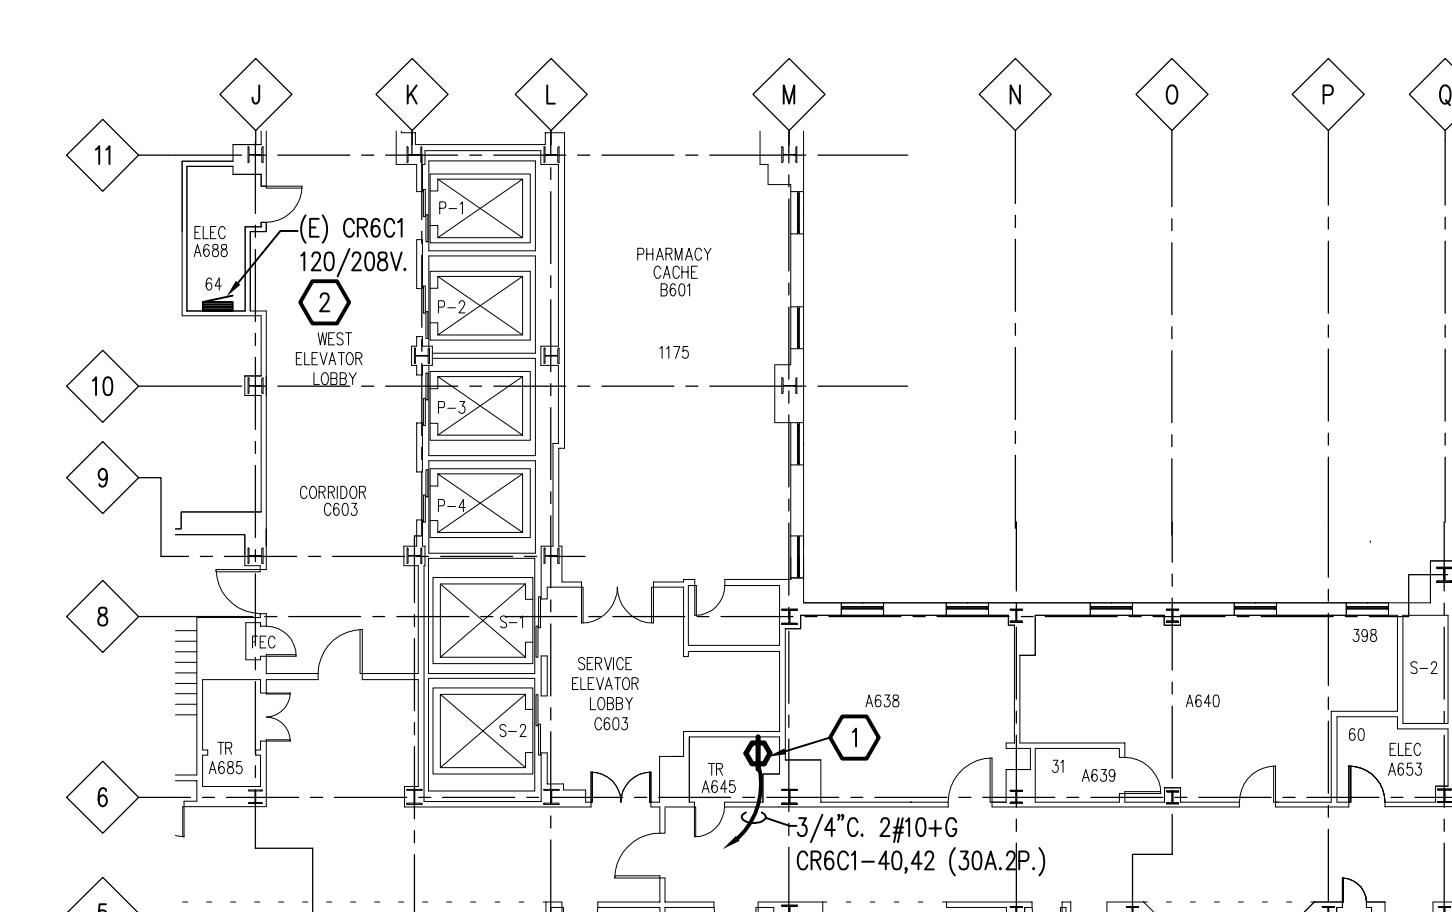 J
K
L
M
N
O
P
Q
11
P-1
ELEC
A688
64
(E) CR6C1
120/208V.
2
WEST
ELEVATOR
LOBBY
P-2
PHARMACY
CACHE
B601
1175
10
P-3
9
CORRIDOR
C603
P-4
8
S-1
FEC
SERVICE
ELEVATOR
LOBBY
C603
398
S-2
A638
A640
S-2
1
60
ELEC
A653
TR
A685
TR
A645
31
A639
6
3/4"C. 2#10+G
CR6C1-40,42 (30A.2P.)
5